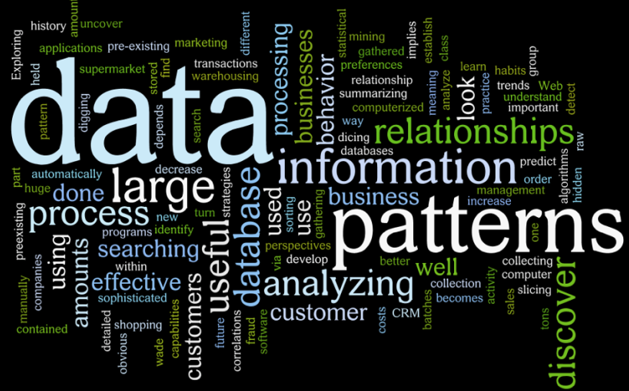 amount
uncover
history
different
Exploring
applications
pre-existing
marketing
statistical
mining
gathered
implies
establish
class
held
supermarket
stored
find
transactions
warehousing
processing
businesses
behavior
preferences
relationship
summarizing
computerized
meaning
analyze
learn
look
practice
habits
trends
group
Web
understand
important
detect
data
pattern
digging
depends
search
way
dicing
databases
relationships
information
predict
algorithms
hidden
raw
part
huge
automatically
decrease
strategies
done
large
database
used
sorting
use
gathering
business
management
order
increase
preexisting
process
new
turn
programs
identify
useful
patterns
one
companies
using
amounts
searching
within
perspectives
via
develop
better
well
collecting
computer
discover
manually
effective
sophisticated
customers
analyzing
collection
becomes
activity
slicing
contained
detailed
obvious
shopping
wade
capabilities
future
correlations
fraud
software
customer
costs
CRM
batches
sales
tons